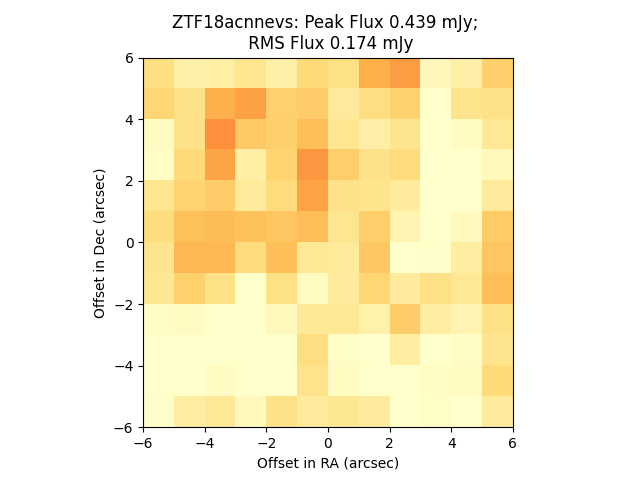 ZTF18acnnevs: Peak Flux 0.439 mJy;
RMS Flux 0.174 mJy
6
4
2
0
−2
−4
−6
Offset in Dec (arcsec)
−6 −4 −2 0 2 4 6
Offset in RA (arcsec)